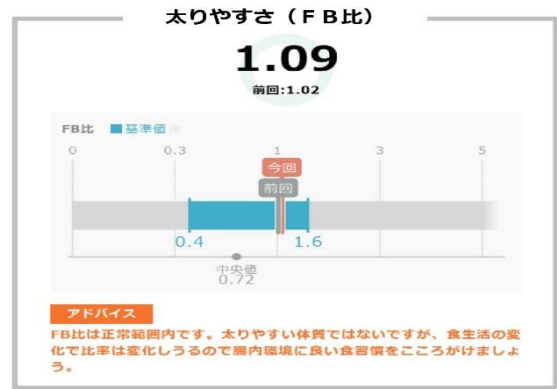 太りやすさ(FB比)
1.09
前回:1.02
FB比 ■基準値※
0 0.3 1 3 5
今回
前回
0.4 1.6
中央値
0.72
アドバイス
FB比は正常範囲内です。太りやすい体質ではないですが、食生活の変
化で比率は変化しうるので腸内環境に良い食習慣をこころがけましょ
う。